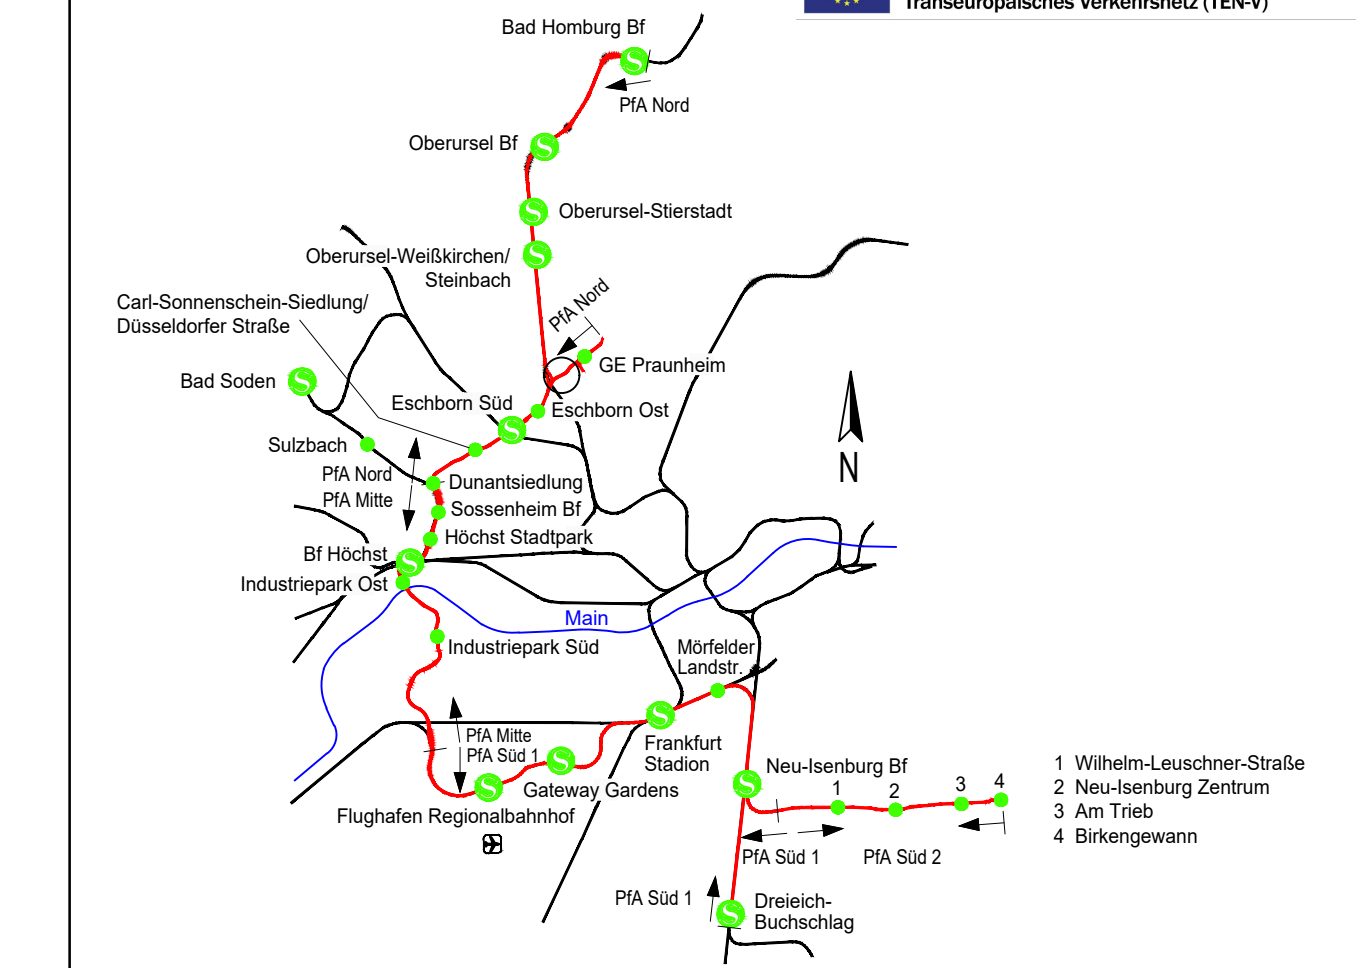 Transeuropäisches Verkehrsnetz (TEN-V)
Bad Homburg Bf
PfA Nord
Oberursel Bf
Oberursel-Stierstadt
Oberursel-Weißkirchen/
Steinbach
Carl-Sonnenschein-Siedlung/
Düsseldorfer Straße
PfA Nord
GE Praunheim
Bad Soden
Eschborn Süd
Eschborn Ost
Sulzbach
PfA Nord
PfA Mitte
Dunantsiedlung
Sossenheim Bf
Höchst Stadtpark
Bf Höchst
Industriepark Ost
N
Main
Industriepark Süd
Mörfelder
Landstr.
PfA Mitte
PfA Süd 1
Frankfurt
Stadion
Gateway Gardens
Flughafen Regionalbahnhof
Neu-Isenburg Bf
1
2
3
4
1 Wilhelm-Leuschner-Straße
2 Neu-Isenburg Zentrum
3 Am Trieb
4 Birkengewann
PfA Süd 1
PfA Süd 2
PfA Süd 1
Dreieich-
Buchschlag